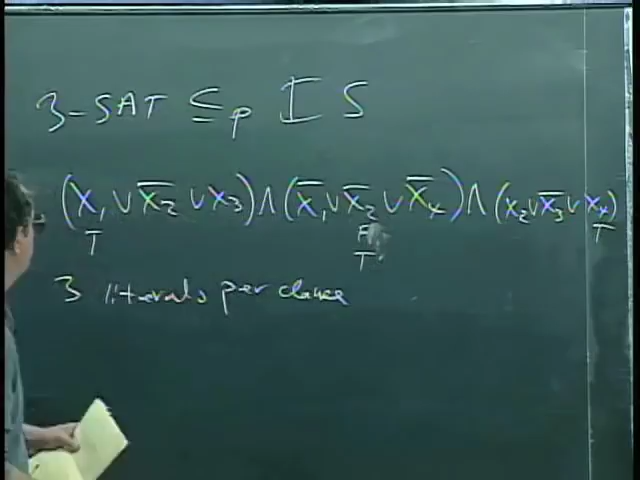 3-SAT ≤p IS
(x₁ ∨ x̅₂ ∨ x₃) ∧ (x̅₁ ∨ x̅₂ ∨ x̅₄) ∧ (x₂ ∨ x̅₃ ∨ x₄)
T F T
T
3 literals per clause